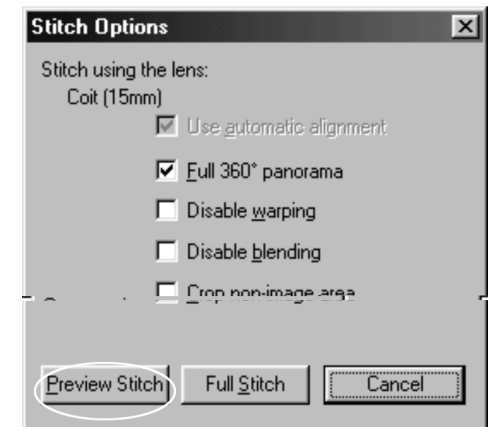 Stitch Options
Stitch using the lens:
Coit (15mm)
Use automatic alignment
Full 360° panorama
Disable warping
Disable blending
Crop non-image area
Preview Stitch Full Stitch Cancel